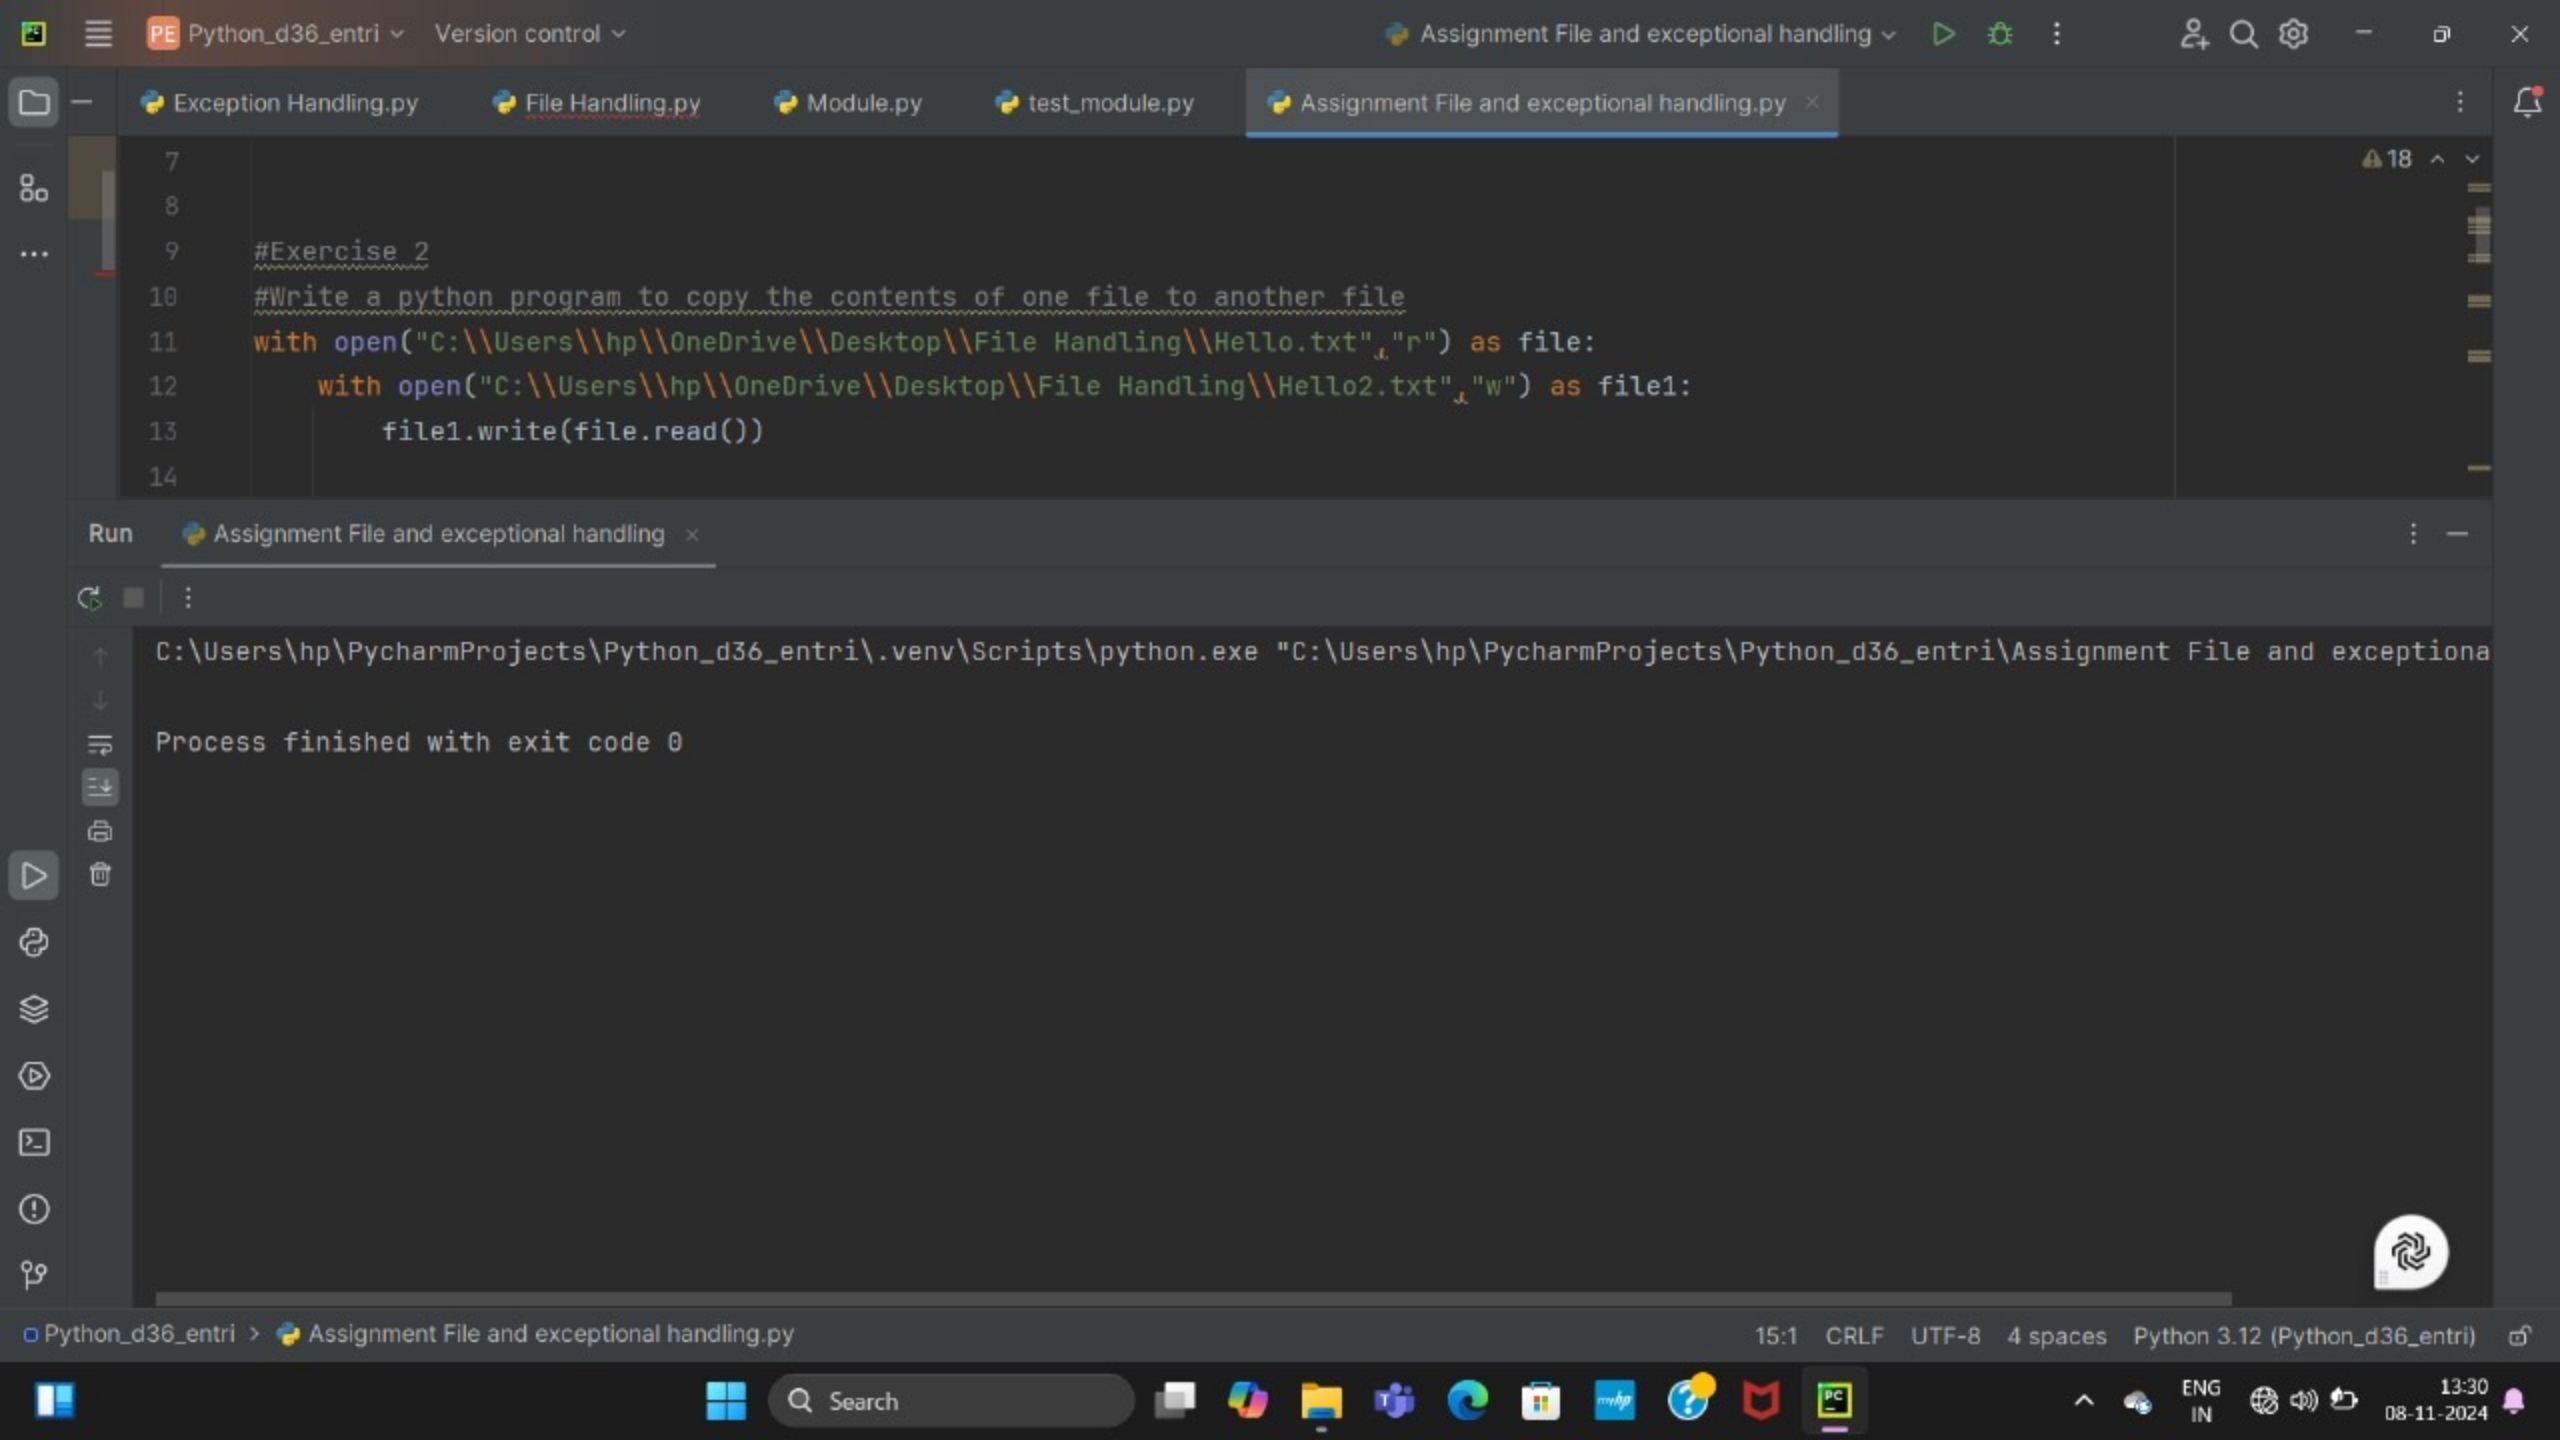 PE Python_d36_entri Version control Assignment File and exceptional handling
Exception Handling.py File Handling.py Module.py test_module.py Assignment File and exceptional handling.py
7
18
8
9 #Exercise 2
10 #Write a python program to copy the contents of one file to another file
11 with open("C:\\Users\\hp\\OneDrive\\Desktop\\File Handling\\Hello.txt","r") as file:
12 with open("C:\\Users\\hp\\OneDrive\\Desktop\\File Handling\\Hello2.txt","w") as file1:
13 file1.write(file.read())
14
Run Assignment File and exceptional handling
C:\Users\hp\PycharmProjects\Python_d36_entri\.venv\Scripts\python.exe "C:\Users\hp\PycharmProjects\Python_d36_entri\Assignment File and exceptiona
Process finished with exit code 0
Python_d36_entri > Assignment File and exceptional handling.py 15:1 CRLF UTF-8 4 spaces Python 3.12 (Python_d36_entri)
Search
myhp
PC
ENG
IN
13:30
08-11-2024